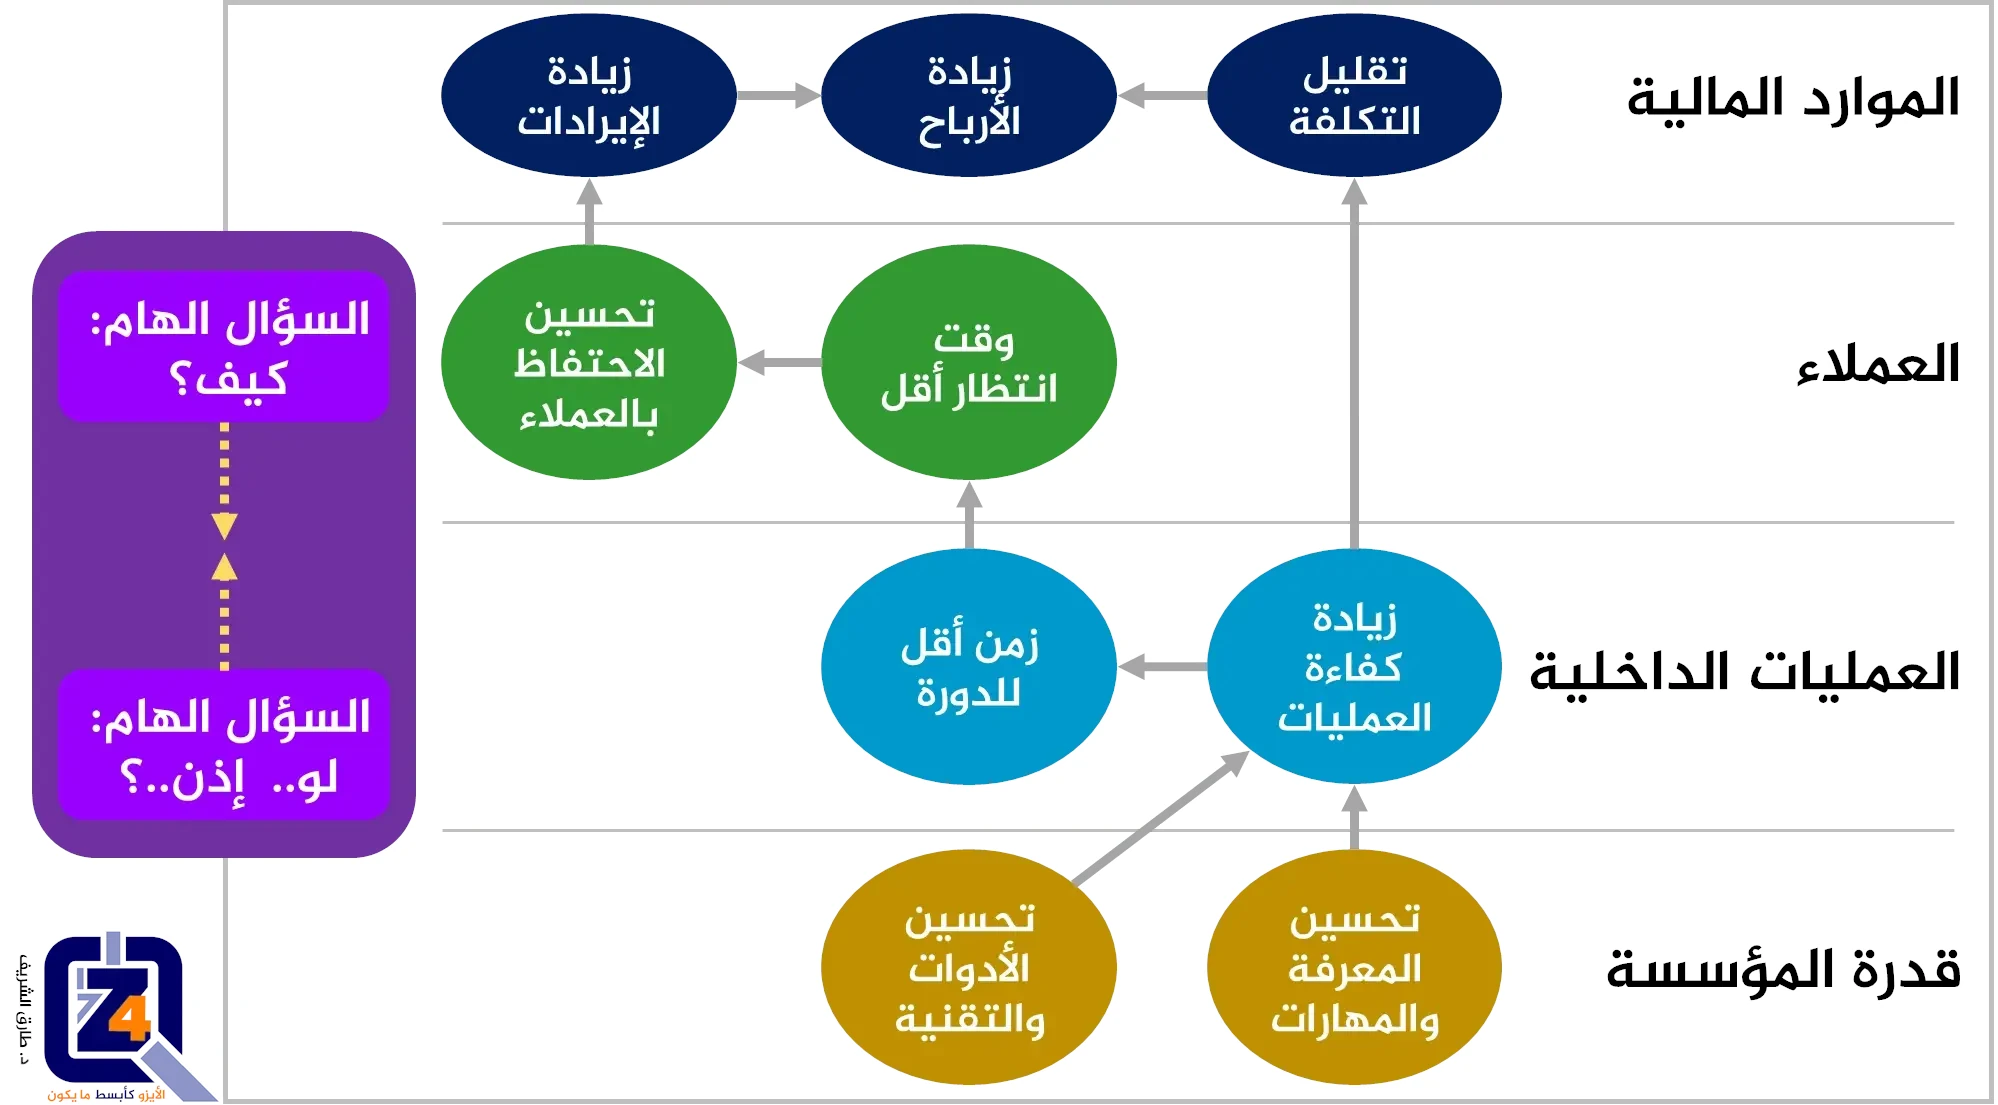 الموارد المالية
تقليل
التكلفة
زيادة
الأرباح
زيادة
الإيرادات
العملاء
وقت
انتظار أقل
تحسين
الاحتفاظ
بالعملاء
العمليات الداخلية
زيادة
كفاءة
العمليات
زمن أقل
للدورة
قدرة المؤسسة
تحسين
المعرفة
والمهارات
تحسين
الأدوات
والتقنية
السؤال الهام:
كيف؟
السؤال الهام:
لو.. إذن..؟
د. طارق الشريف
Z4
الأيزو كأبسط ما يكون